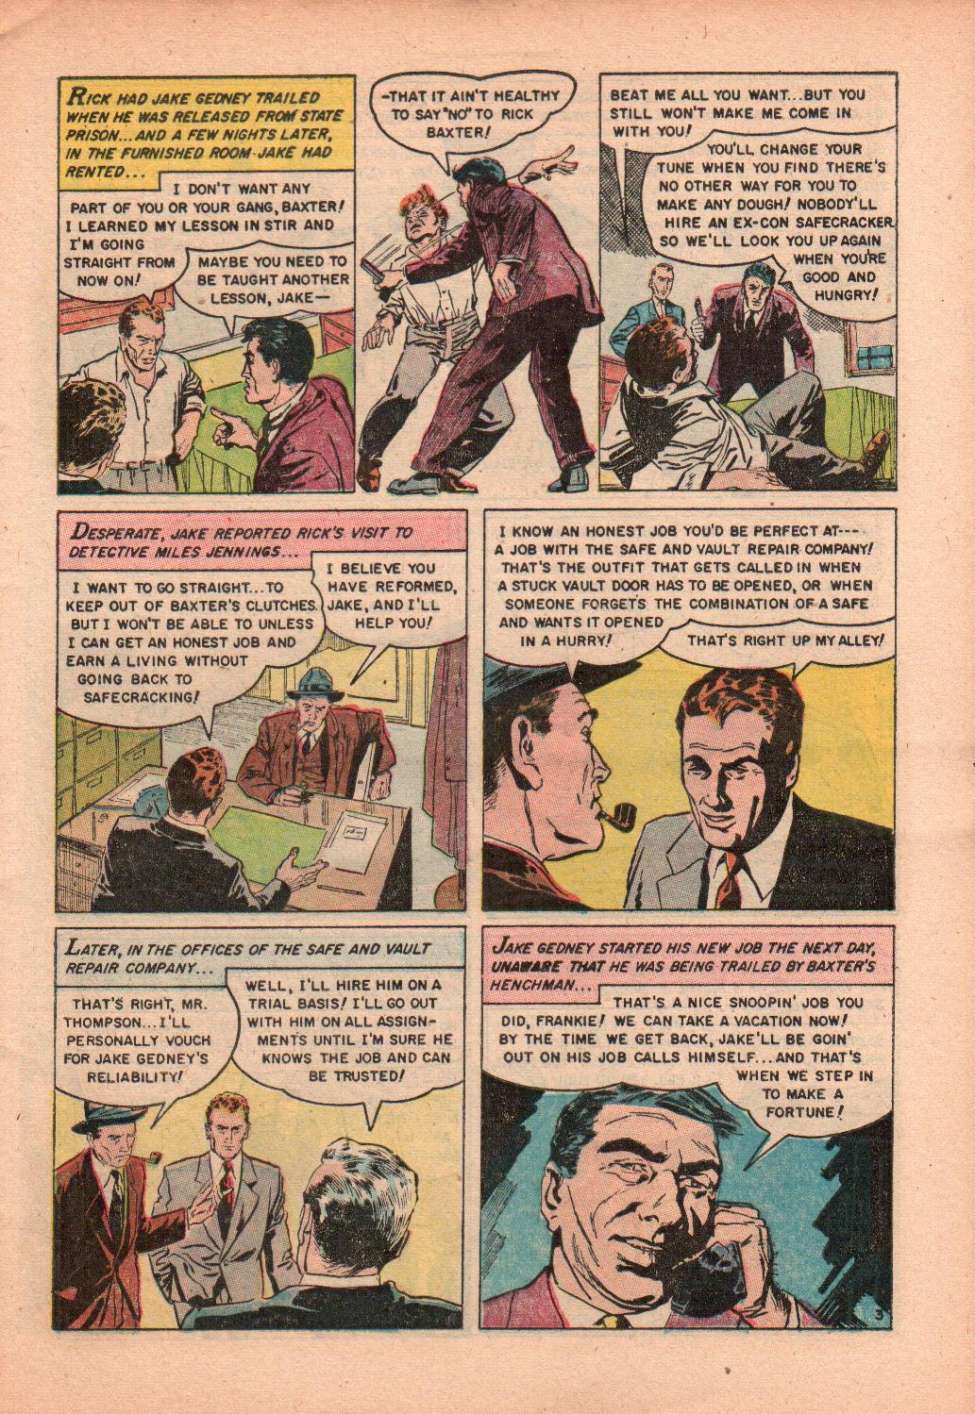 RICK HAD JAKE GEDNEY TRAILED
WHEN HE WAS RELEASED FROM STATE
PRISON...AND A FEW NIGHTS LATER,
IN THE FURNISHED ROOM JAKE HAD
RENTED...
I DON'T WANT ANY
PART OF YOU OR YOUR GANG, BAXTER!
I LEARNED MY LESSON IN STIR AND
I'M GOING
STRAIGHT FROM
NOW ON!
MAYBE YOU NEED TO
BE TAUGHT ANOTHER
LESSON, JAKE—
-THAT IT AIN'T HEALTHY
TO SAY "NO" TO RICK
BAXTER!
BEAT ME ALL YOU WANT...BUT YOU
STILL WON'T MAKE ME COME IN
WITH YOU!
YOU'LL CHANGE YOUR
TUNE WHEN YOU FIND THERE'S
NO OTHER WAY FOR YOU TO
MAKE ANY DOUGH! NOBODY'LL
HIRE AN EX-CON SAFECRACKER
SO WE'LL LOOK YOU UP AGAIN
WHEN YOU'RE
GOOD AND
HUNGRY!
DESPERATE, JAKE REPORTED RICK'S VISIT TO
DETECTIVE MILES JENNINGS...
I WANT TO GO STRAIGHT...TO
KEEP OUT OF BAXTER'S CLUTCHES.
BUT I WON'T BE ABLE TO UNLESS
I CAN GET AN HONEST JOB AND
EARN A LIVING WITHOUT
GOING BACK TO
SAFECRACKING!
I BELIEVE YOU
HAVE REFORMED,
JAKE, AND I'LL
HELP YOU!
I KNOW AN HONEST JOB YOU'D BE PERFECT AT---
A JOB WITH THE SAFE AND VAULT REPAIR COMPANY!
THAT'S THE OUTFIT THAT GETS CALLED IN WHEN
A STUCK VAULT DOOR HAS TO BE OPENED, OR WHEN
SOMEONE FORGETS THE COMBINATION OF A SAFE
AND WANTS IT OPENED
IN A HURRY!
THAT'S RIGHT UP MY ALLEY!
LATER, IN THE OFFICES OF THE SAFE AND VAULT
REPAIR COMPANY...
THAT'S RIGHT, MR.
THOMPSON...I'LL
PERSONALLY VOUCH
FOR JAKE GEDNEY'S
RELIABILITY!
WELL, I'LL HIRE HIM ON A
TRIAL BASIS! I'LL GO OUT
WITH HIM ON ALL ASSIGN-
MENTS UNTIL I'M SURE HE
KNOWS THE JOB AND CAN
BE TRUSTED!
JAKE GEDNEY STARTED HIS NEW JOB THE NEXT DAY,
UNAWARE THAT HE WAS BEING TRAILED BY BAXTER'S
HENCHMAN...
THAT'S A NICE SNOOPIN' JOB YOU
DID, FRANKIE! WE CAN TAKE A VACATION NOW!
BY THE TIME WE GET BACK, JAKE'LL BE GOIN'
OUT ON HIS JOB CALLS HIMSELF...AND THAT'S
WHEN WE STEP IN
TO MAKE A
FORTUNE!
3